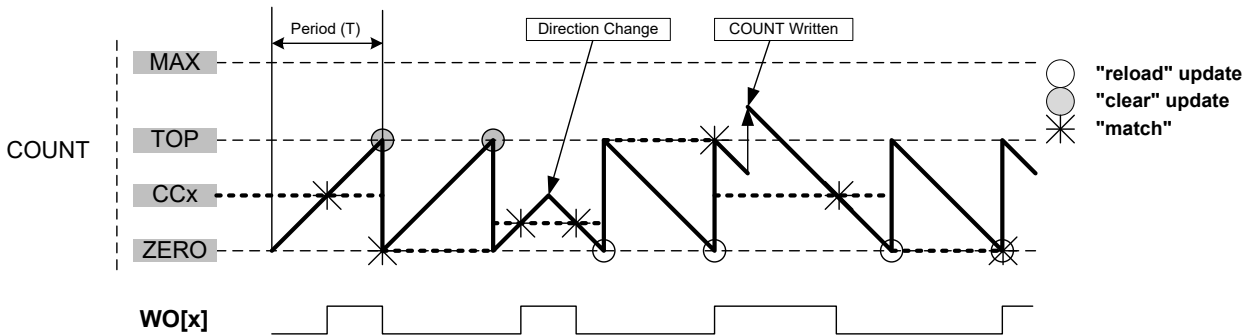 Period (T)
Direction Change
COUNT Written
MAX
"reload" update
"clear" update
TOP
"match"
COUNT
CCx
ZERO
WO[x]